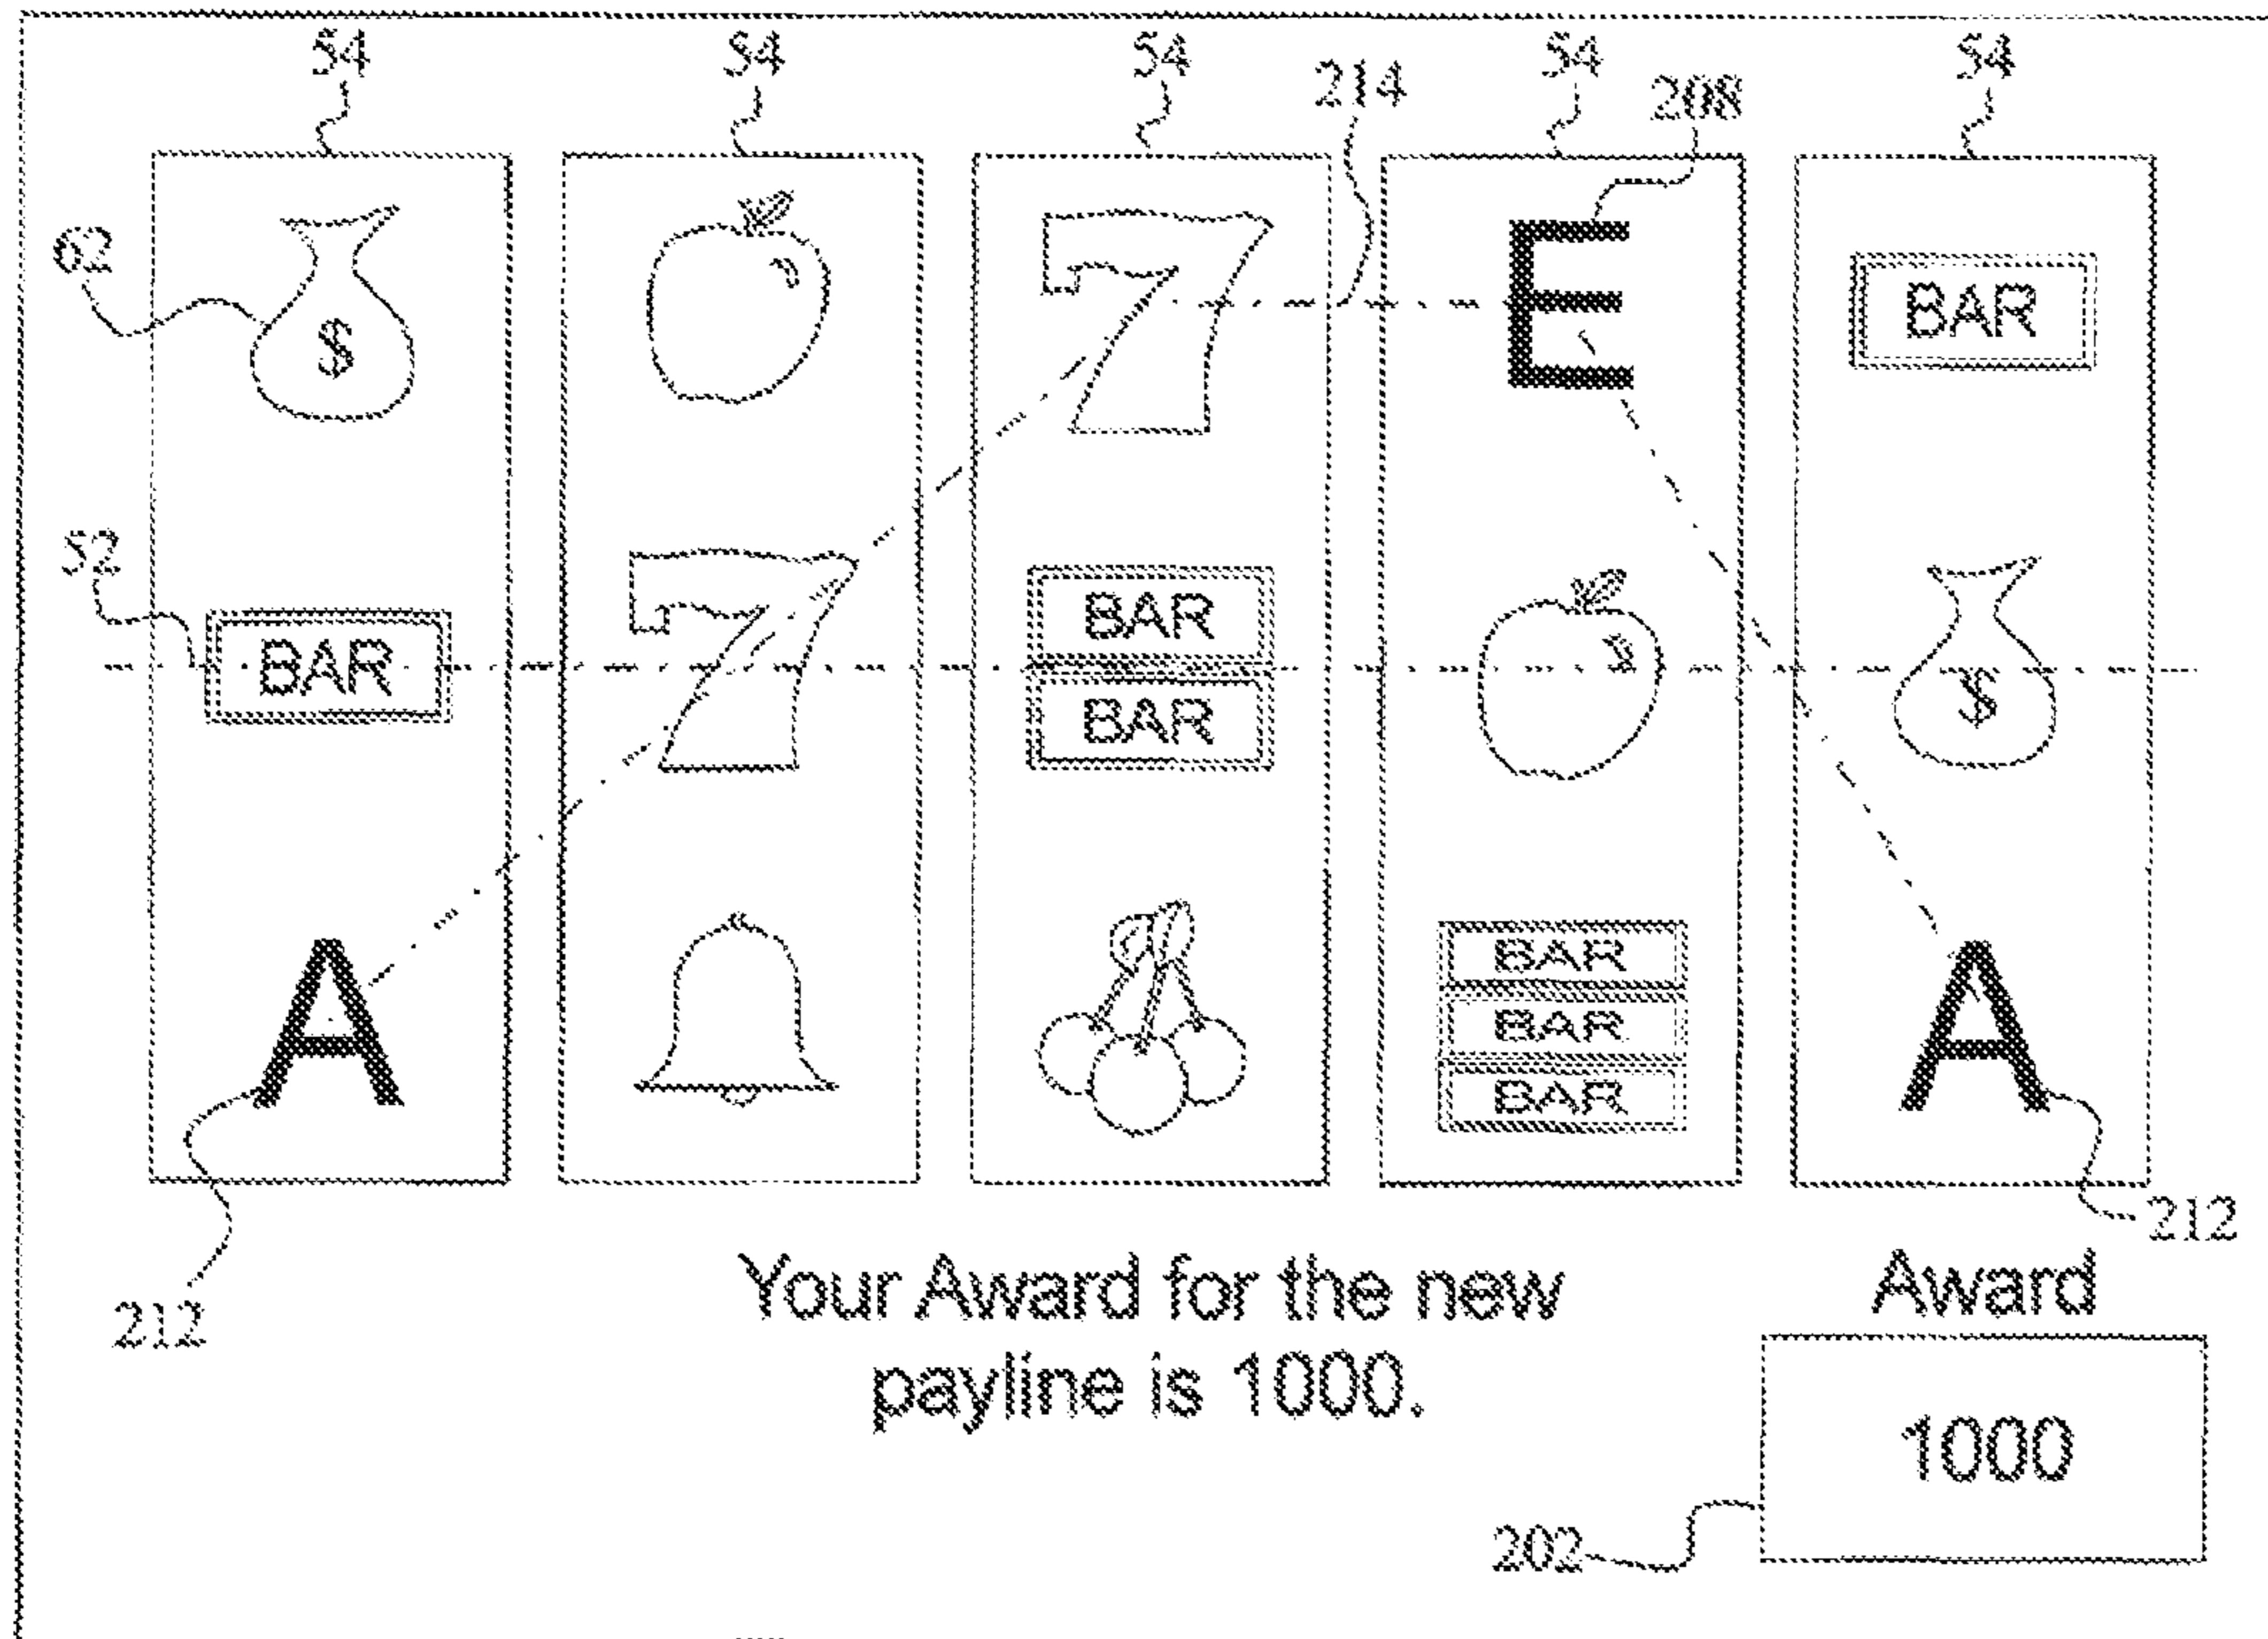 54 54 54 54 54
214 208
62
$ 7 E BAR
52
BAR 7 BAR $
BAR
A BAR A
BAR
BAR
212
212
Your Award for the new
payline is 1000.
Award
1000
202